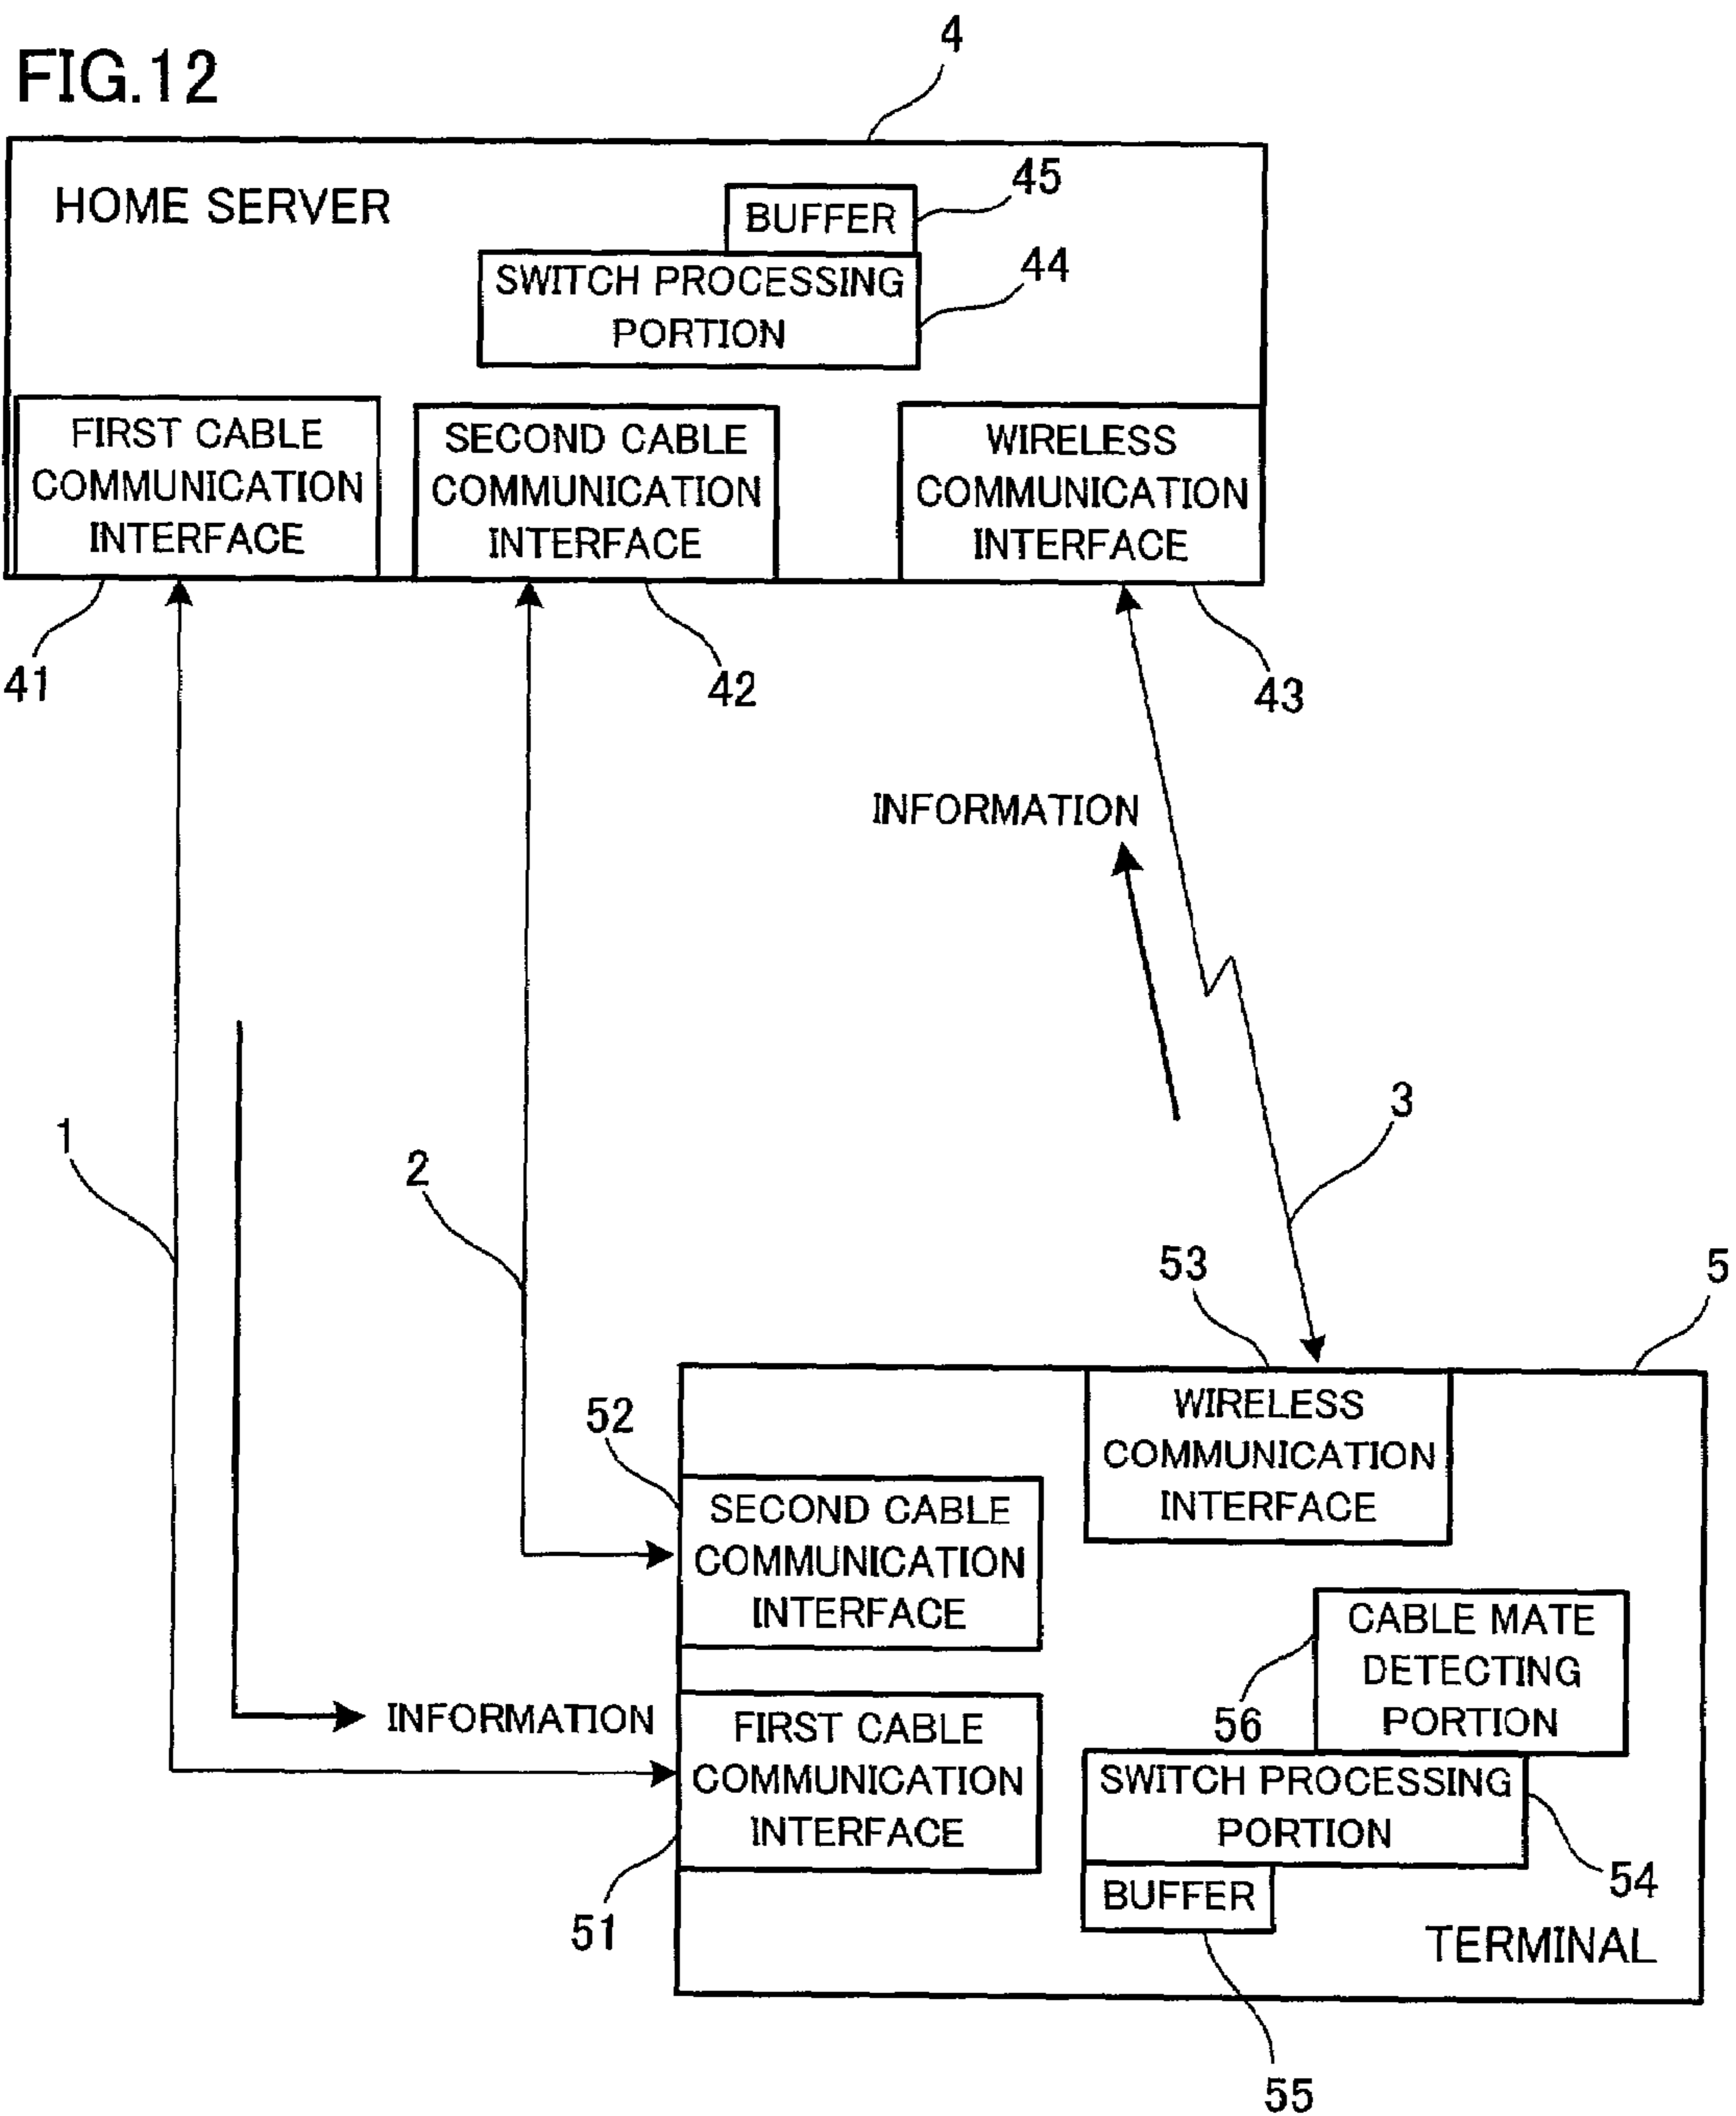 FIG.12
4
HOME SERVER
45
BUFFER
44
SWITCH PROCESSING
PORTION
FIRST CABLE
COMMUNICATION
INTERFACE
SECOND CABLE
COMMUNICATION
INTERFACE
WIRELESS
COMMUNICATION
INTERFACE
41
42
43
INFORMATION
1
2
3
53
5
WIRELESS
COMMUNICATION
INTERFACE
52
SECOND CABLE
COMMUNICATION
INTERFACE
CABLE MATE
DETECTING
PORTION
56
INFORMATION
FIRST CABLE
COMMUNICATION
INTERFACE
51
SWITCH PROCESSING
PORTION
54
BUFFER
TERMINAL
55